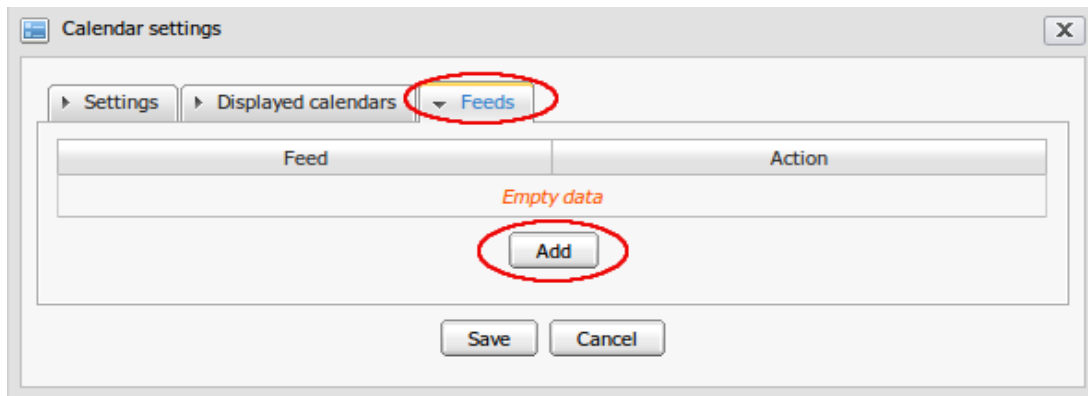 Calendar settings
Settings Displayed calendars Feeds
Feed Action
Empty data
Add
Save Cancel